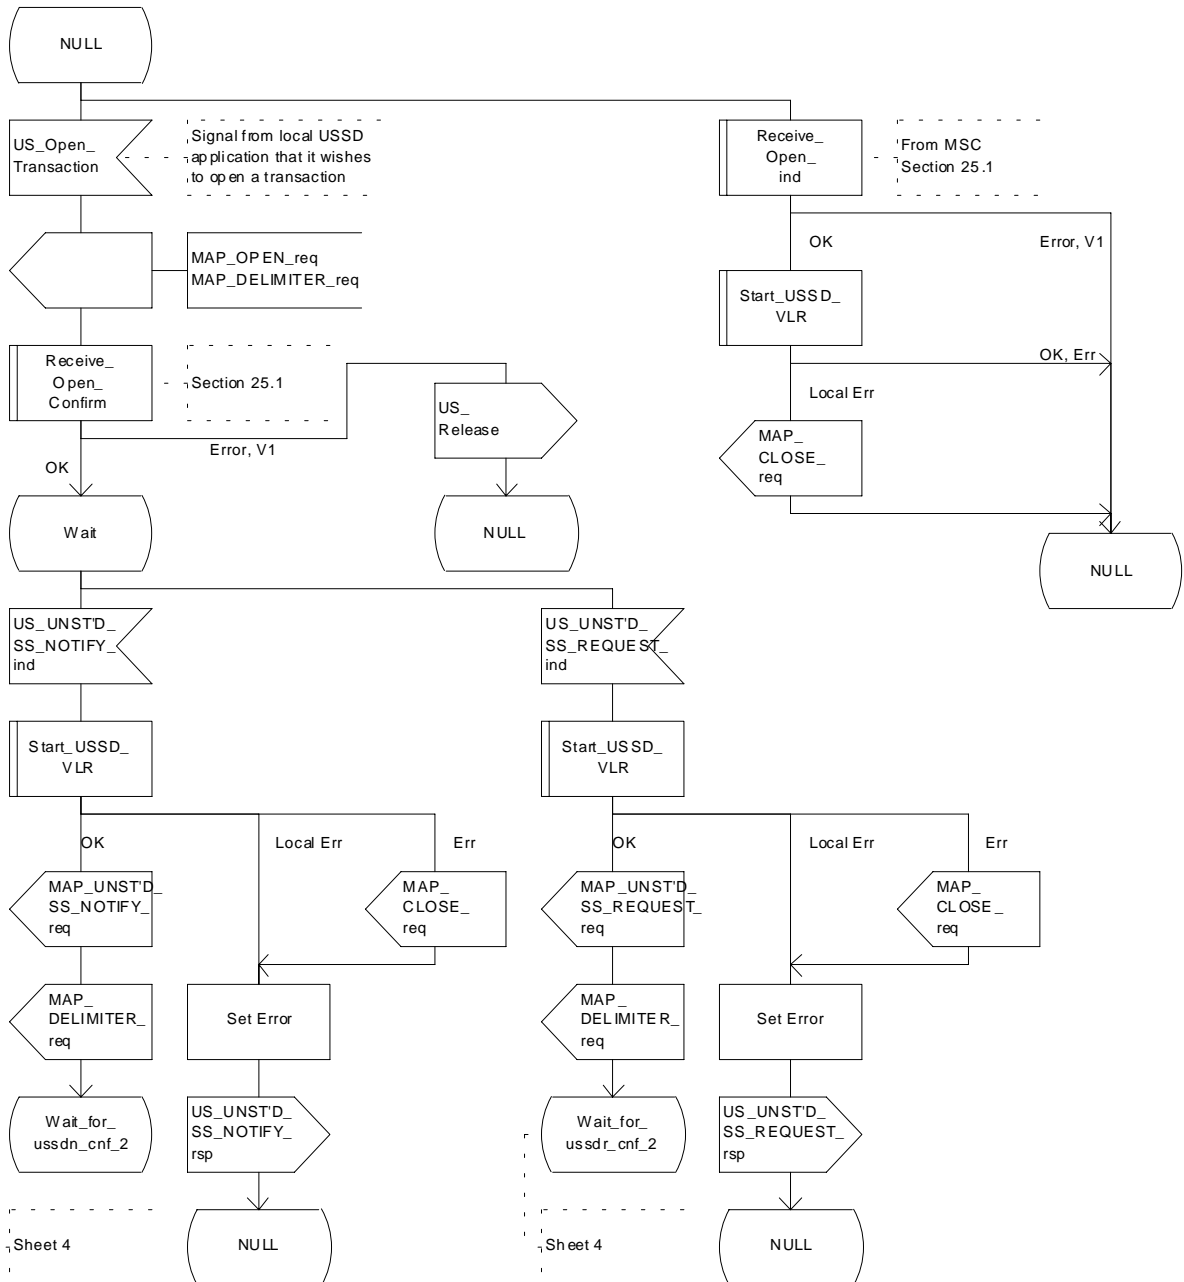 NULL
US_Open_
Transaction
Signal from local USSD
application that it wishes
to open a transaction
Receive_
Open_
ind
From MSC
Section 25.1
MAP_OPEN_req
MAP_DELIMITER_req
OK
Error, V1
Start_USSD_
VLR
Receive_
Open_
Confirm
Section 25.1
OK, Err
Local Err
US_
Release
MAP_
CLOSE_
req
Error, V1
OK
Wait
NULL
NULL
US_UNST'D_
SS_NOTIFY_
ind
US_UNST'D_
SS_REQUEST_
ind
Start_USSD_
VLR
Start_USSD_
VLR
OK
Local Err
Err
OK
Local Err
Err
MAP_UNST'D_
SS_NOTIFY_
req
MAP_
CLOSE_
req
MAP_UNST'D_
SS_REQUEST_
req
MAP_
CLOSE_
req
MAP_
DELIMITER_
req
Set Error
MAP_
DELIMITER_
req
Set Error
Wait_for_
ussdn_cnf_2
US_UNST'D_
SS_NOTIFY_
rsp
Wait_for_
ussdr_cnf_2
US_UNST'D_
SS_REQUEST_
rsp
Sheet 4
NULL
Sheet 4
NULL